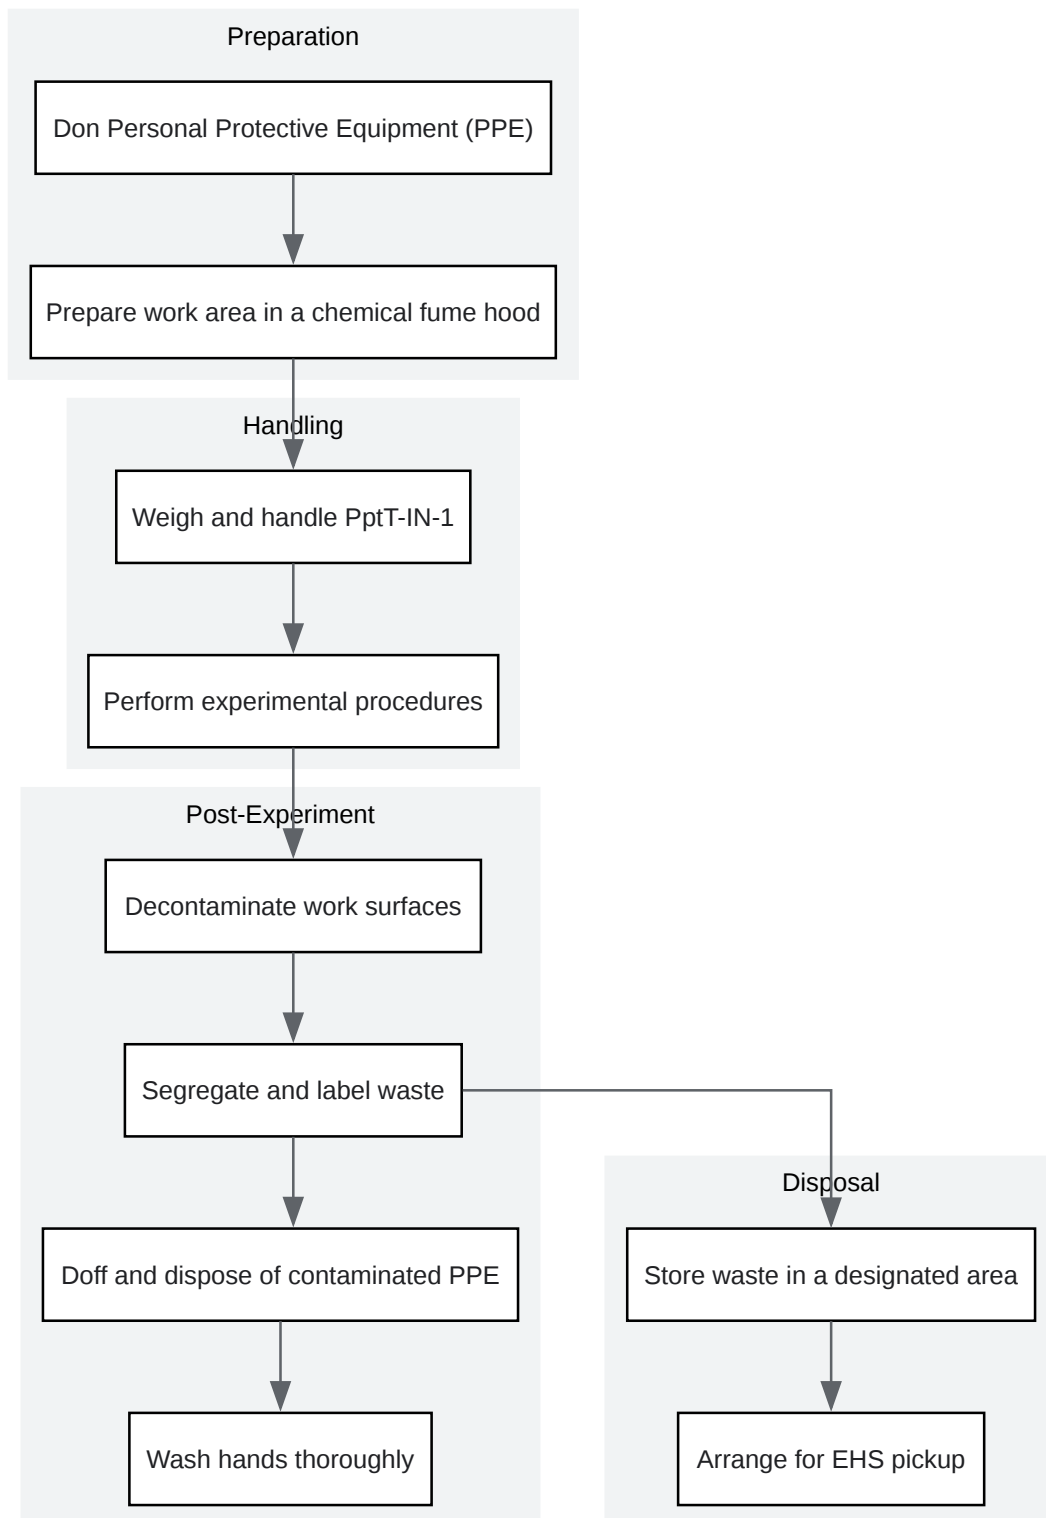 Preparation
Don Personal Protective Equipment (PPE)
Prepare work area in a chemical fume hood
Handling
Weigh and handle PptT-IN-1
Perform experimental procedures
Post-Experiment
Decontaminate work surfaces
Segregate and label waste
Doff and dispose of contaminated PPE
Wash hands thoroughly
Disposal
Store waste in a designated area
Arrange for EHS pickup